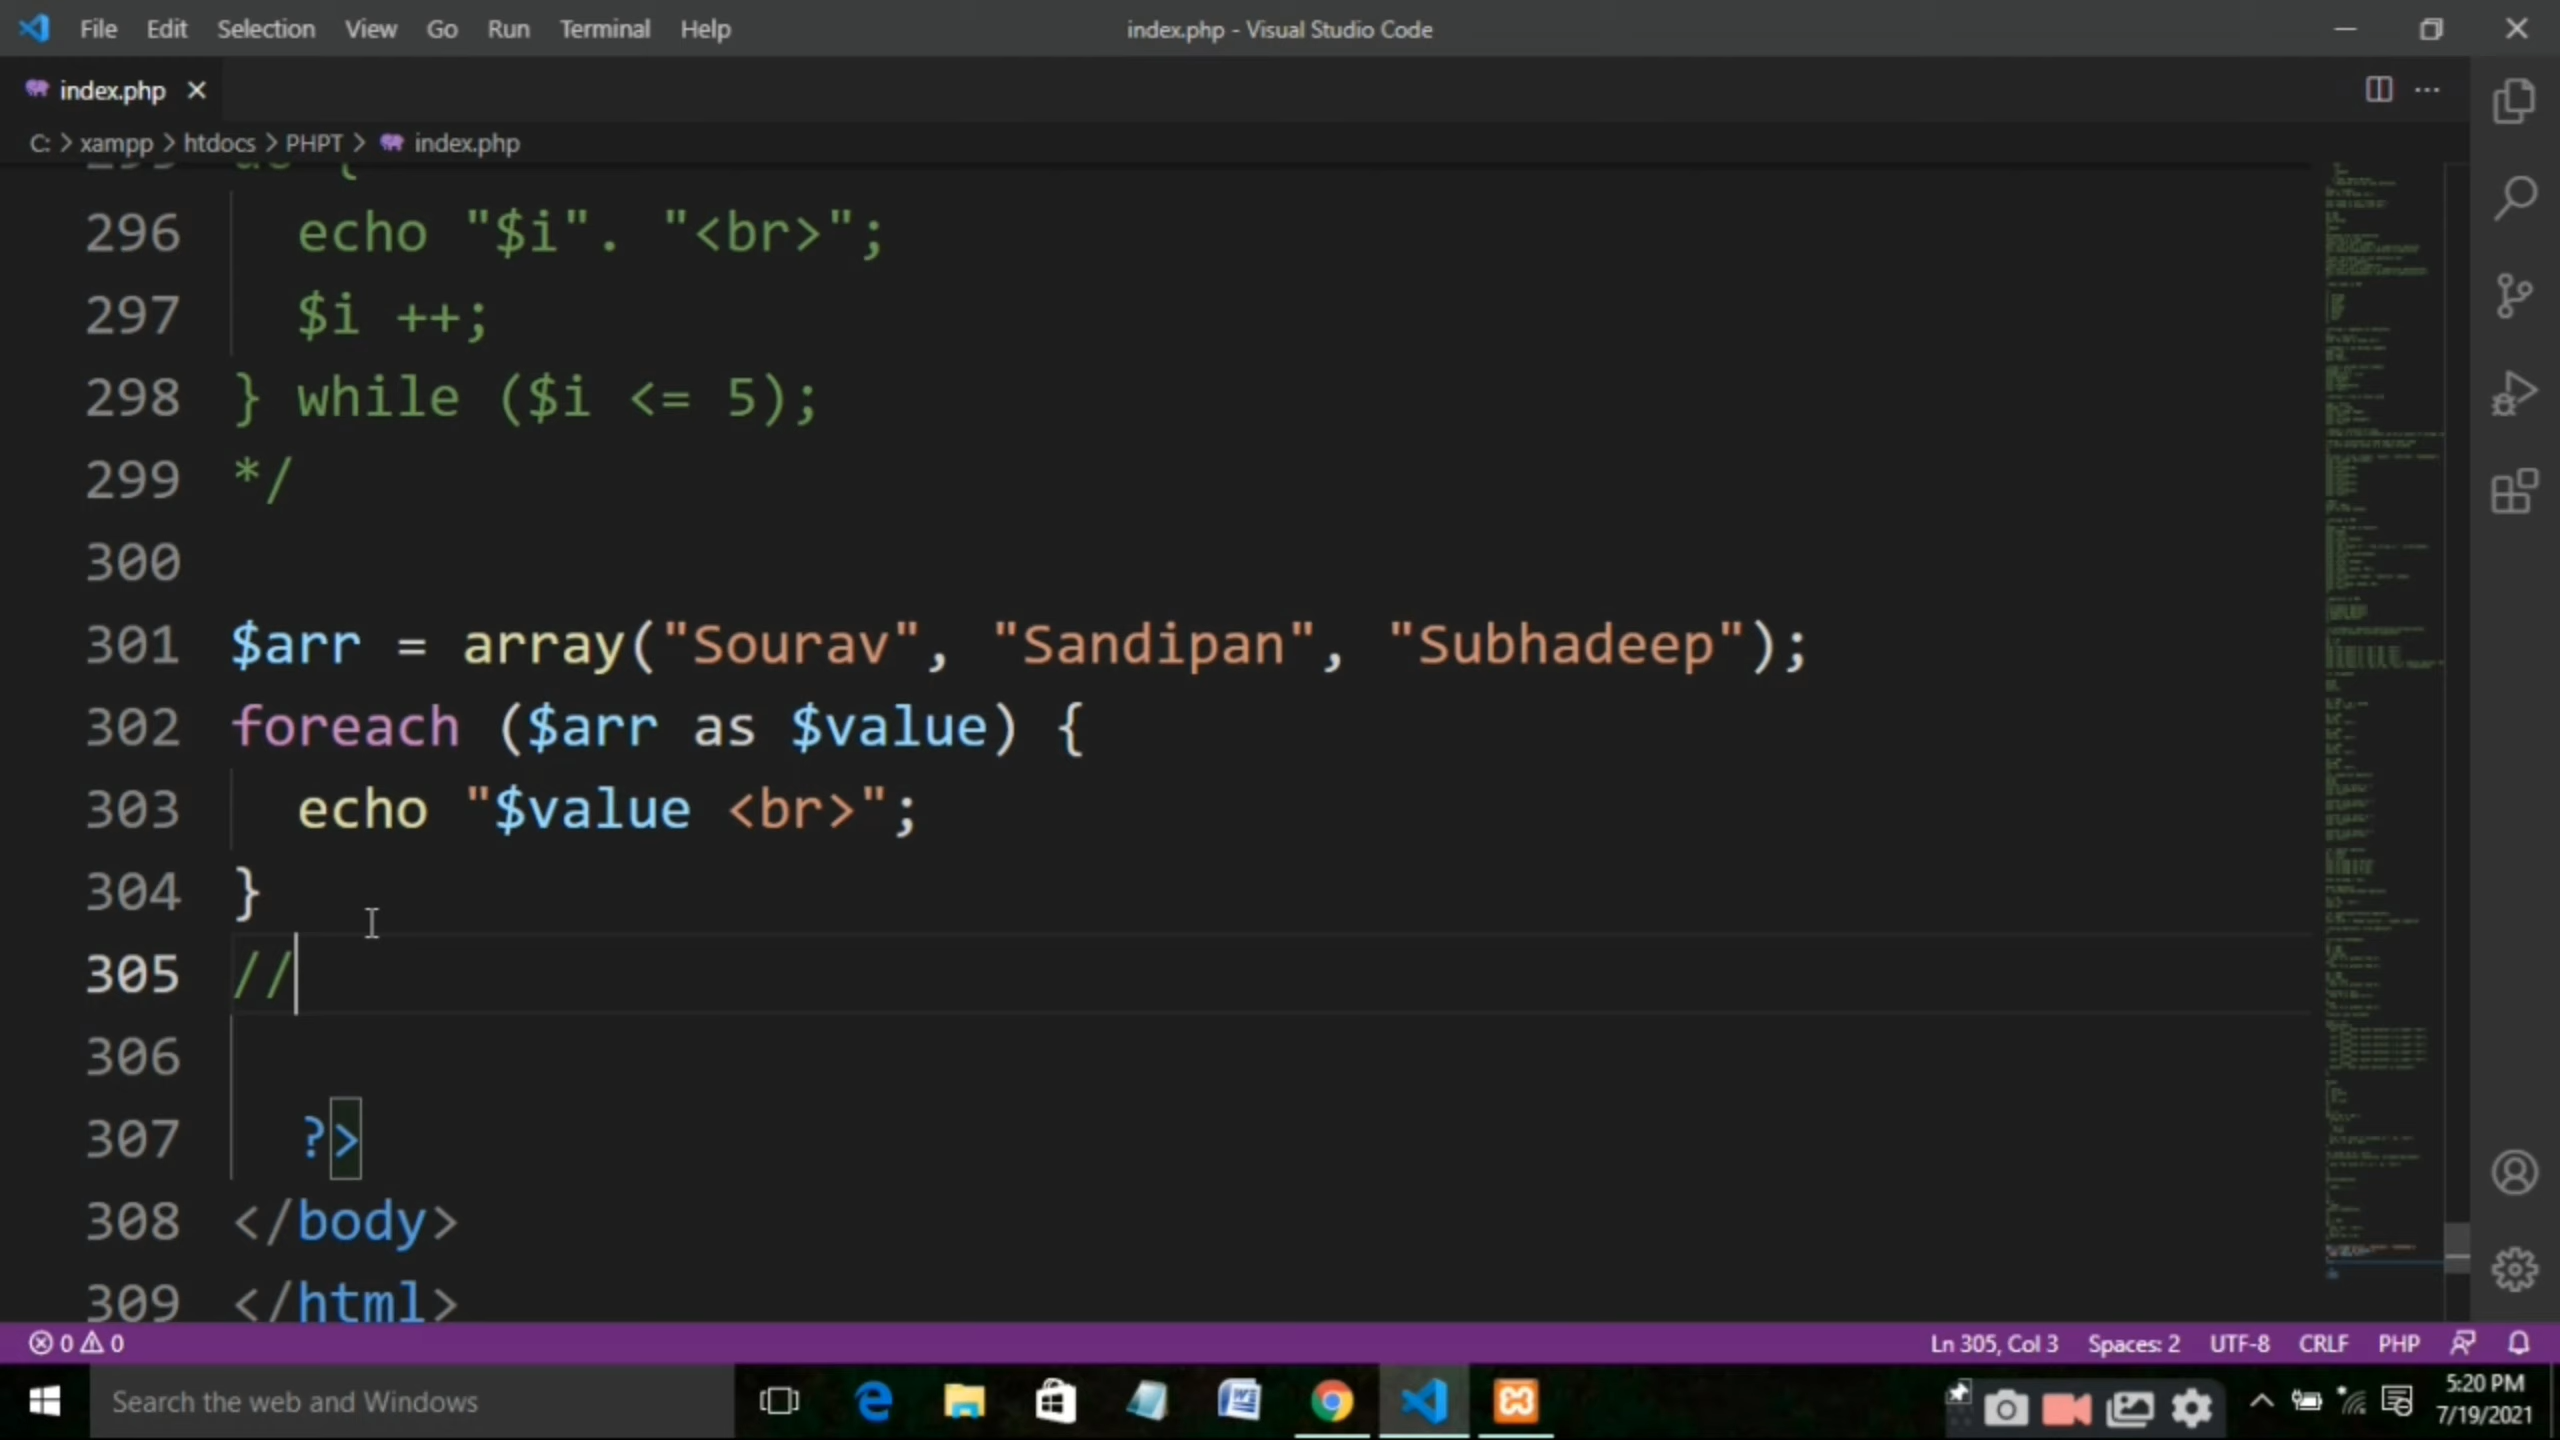 File Edit Selection View Go Run Terminal Help
index.php - Visual Studio Code
index.php
C: > xampp > htdocs > PHPT > index.php
296 echo "$i". "<br>";
297 $i ++;
298 } while ($i <= 5);
299 */
300
301 $arr = array("Sourav", "Sandipan", "Subhadeep");
302 foreach ($arr as $value) {
303 echo "$value <br>";
304 }
305 //
306
307 ?>
308 </body>
309 </html>
0 0
Ln 305, Col 3 Spaces: 2 UTF-8 CRLF PHP
Search the web and Windows
5:20 PM
7/19/2021